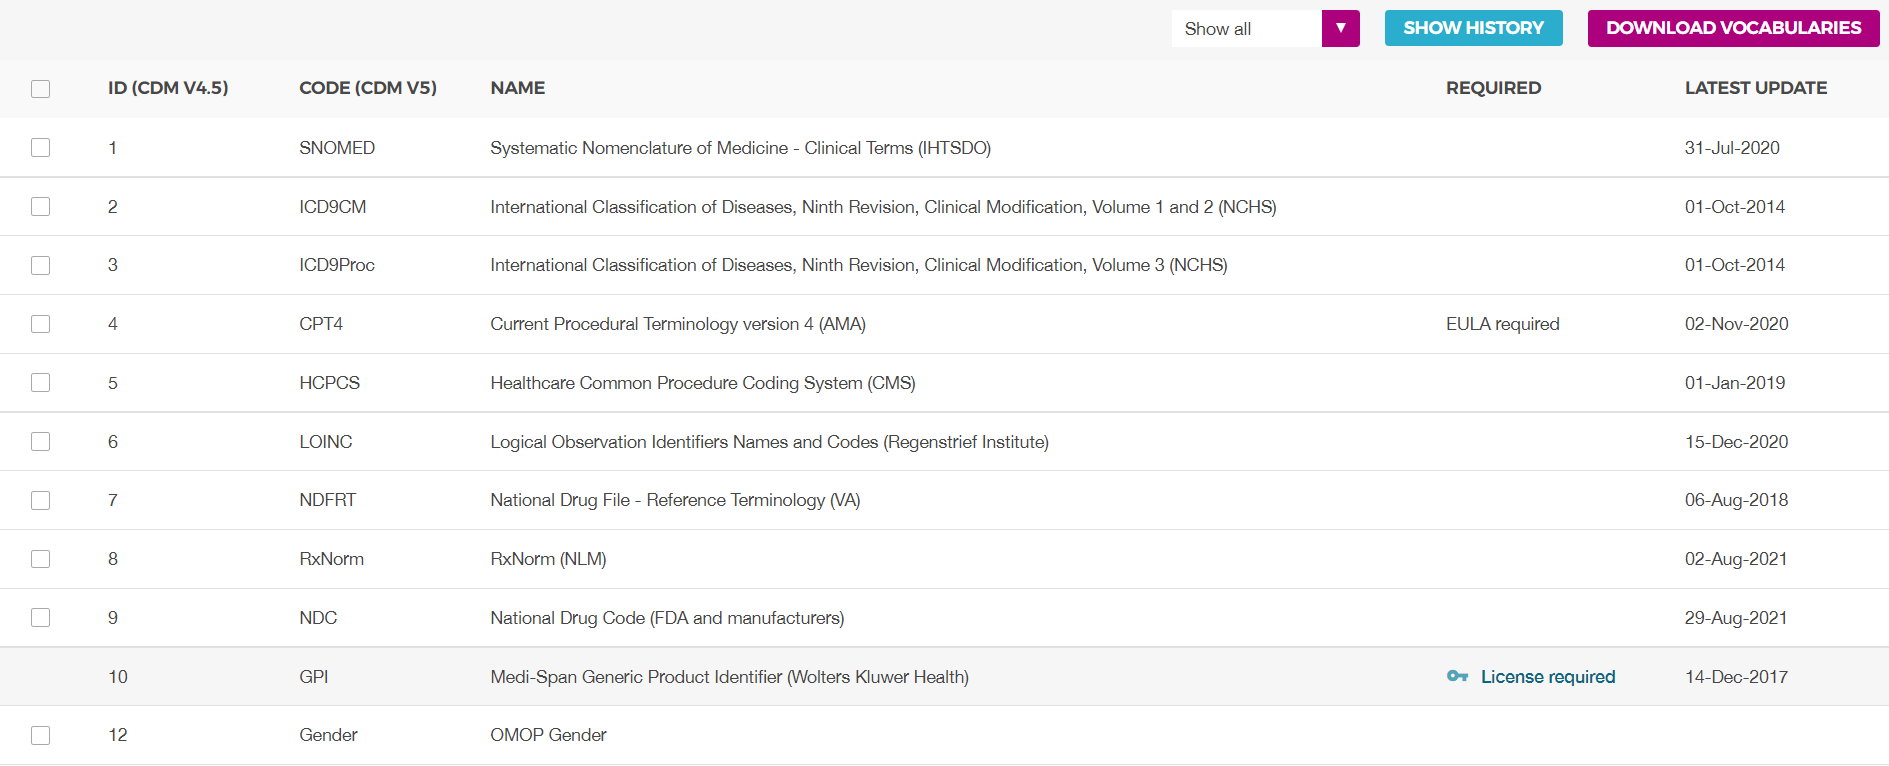 Show all ▼ SHOW HISTORY DOWNLOAD VOCABULARIES
ID (CDM V4.5) CODE (CDM V5) NAME REQUIRED LATEST UPDATE
1 SNOMED Systematic Nomenclature of Medicine - Clinical Terms (IHTSDO) 31-Jul-2020
2 ICD9CM International Classification of Diseases, Ninth Revision, Clinical Modification, Volume 1 and 2 (NCHS) 01-Oct-2014
3 ICD9Proc International Classification of Diseases, Ninth Revision, Clinical Modification, Volume 3 (NCHS) 01-Oct-2014
4 CPT4 Current Procedural Terminology version 4 (AMA) EULA required 02-Nov-2020
5 HCPCS Healthcare Common Procedure Coding System (CMS) 01-Jan-2019
6 LOINC Logical Observation Identifiers Names and Codes (Regenstrief Institute) 15-Dec-2020
7 NDFRT National Drug File - Reference Terminology (VA) 06-Aug-2018
8 RxNorm RxNorm (NLM) 02-Aug-2021
9 NDC National Drug Code (FDA and manufacturers) 29-Aug-2021
10 GPI Medi-Span Generic Product Identifier (Wolters Kluwer Health) License required 14-Dec-2017
12 Gender OMOP Gender